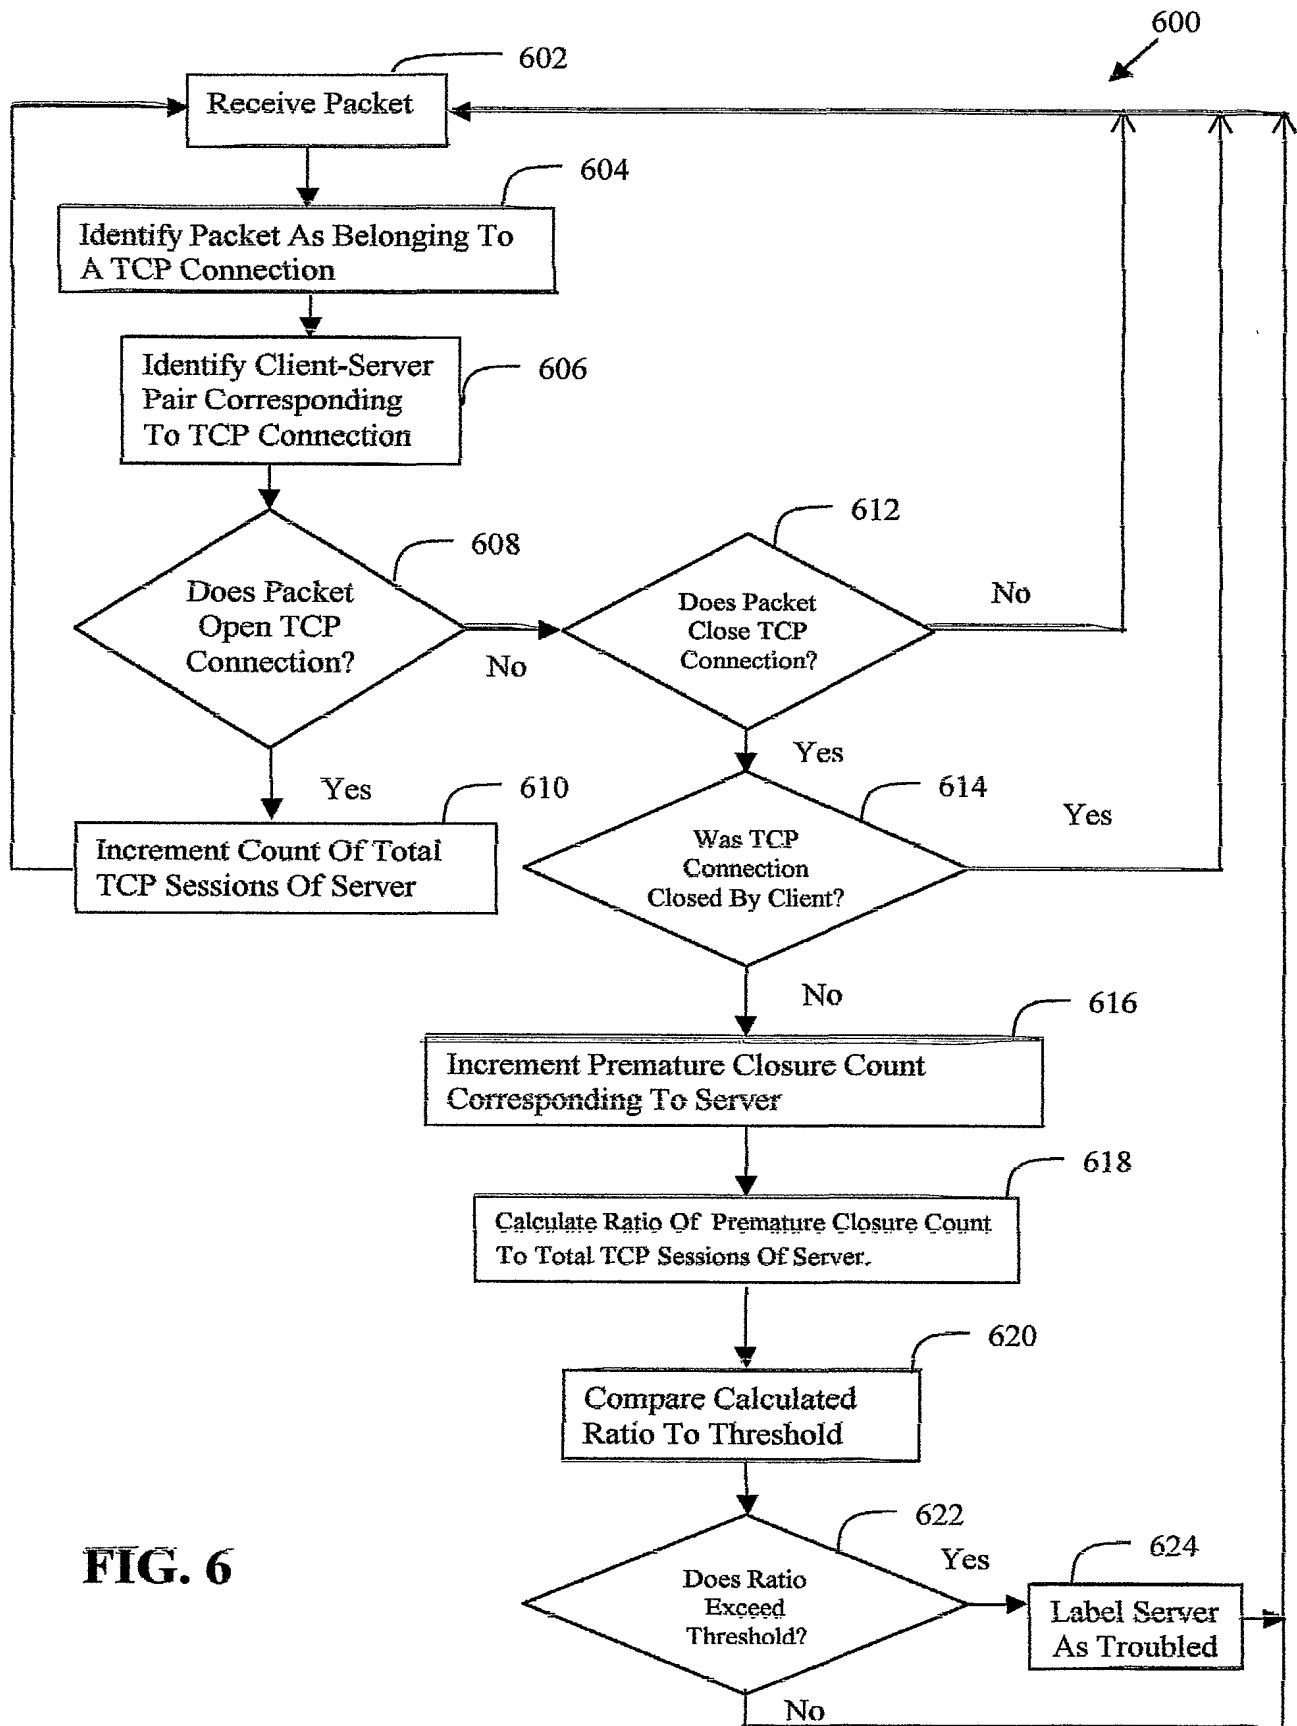 600
602
Receive Packet
604
Identify Packet As Belonging To
A TCP Connection
606
Identify Client-Server
Pair Corresponding
To TCP Connection
608
Does Packet
Open TCP
Connection?
No
612
Does Packet
Close TCP
Connection?
No
Yes
Yes
610
Increment Count Of Total
TCP Sessions Of Server
614
Was TCP
Connection
Closed By Client?
Yes
No
616
Increment Premature Closure Count
Corresponding To Server
618
Calculate Ratio Of Premature Closure Count
To Total TCP Sessions Of Server.
620
Compare Calculated
Ratio To Threshold
622
Does Ratio
Exceed
Threshold?
Yes
624
Label Server
As Troubled
No
FIG. 6